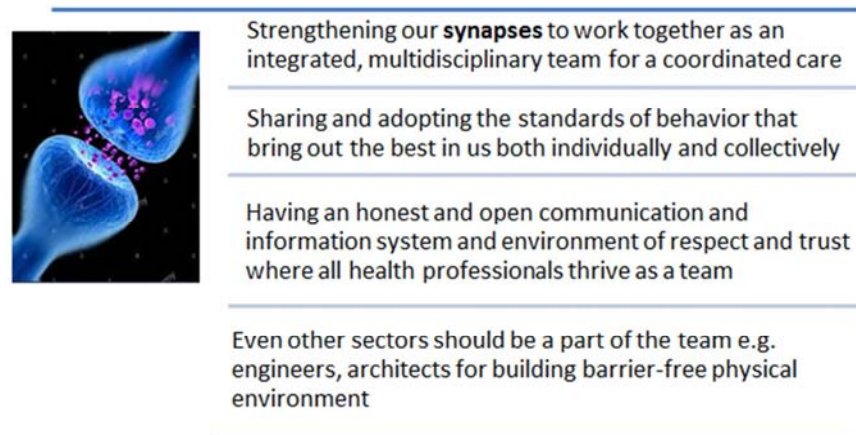 Strengthening our synapses to work together as an
integrated, multidisciplinary team for a coordinated care
Sharing and adopting the standards of behavior that
bring out the best in us both individually and collectively
Having an honest and open communication and
information system and environment of respect and trust
where all health professionals thrive as a team
Even other sectors should be a part of the team e.g.
engineers, architects for building barrier-free physical
environment